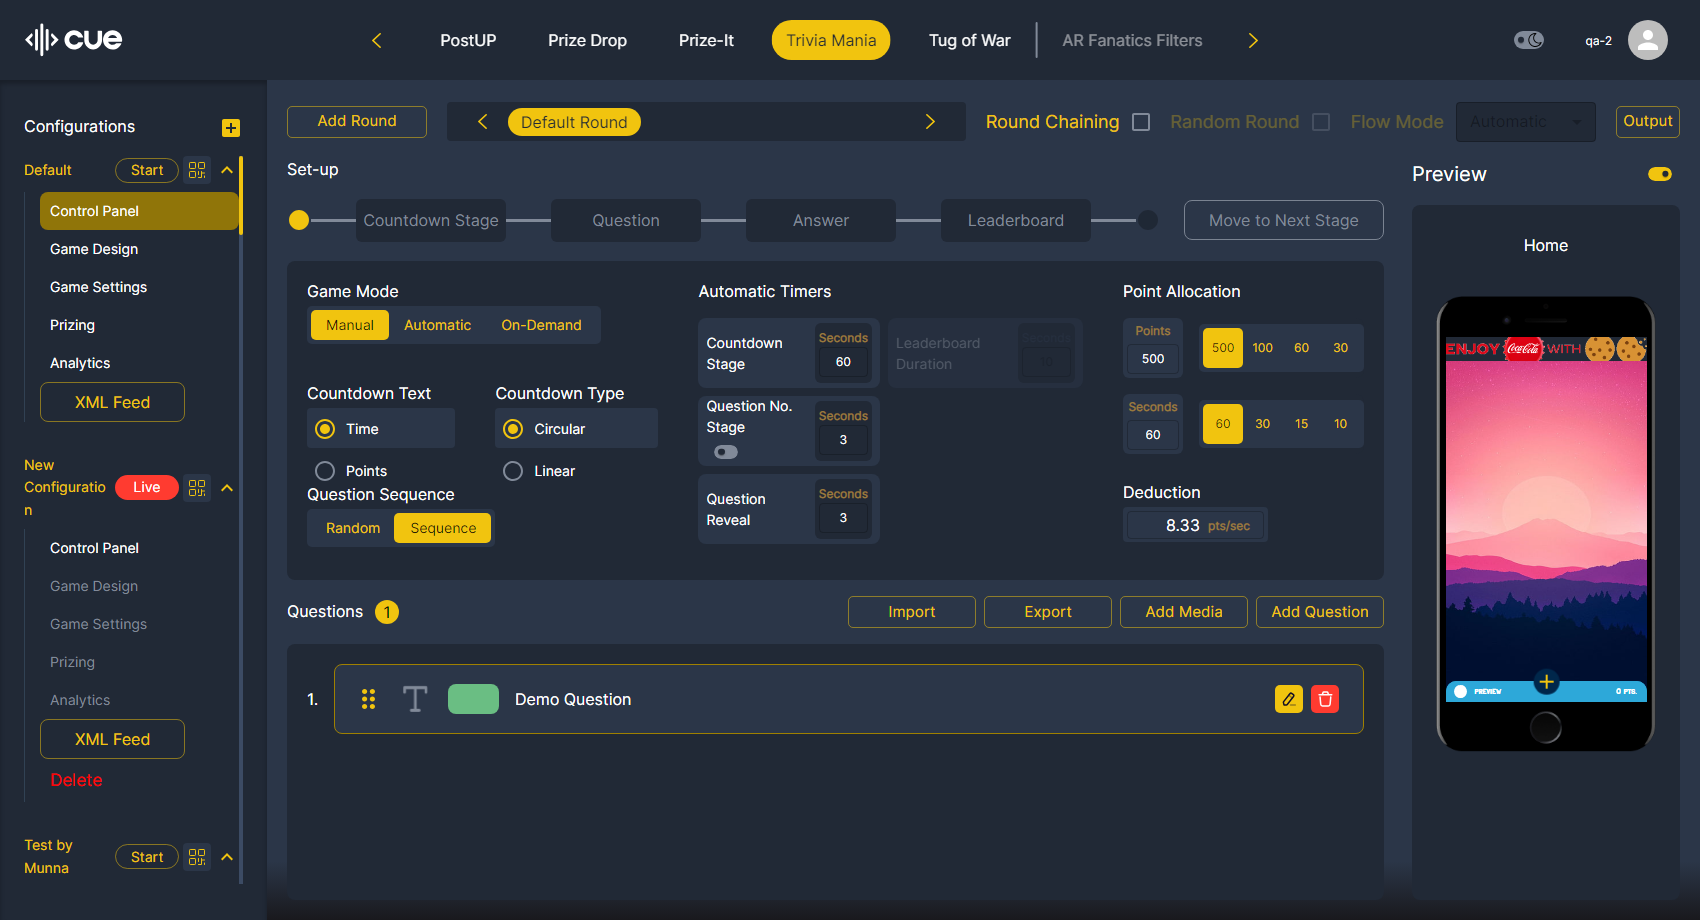 cue
PostUP
Prize Drop
Prize-It
Trivia Mania
Tug of War
AR Fanatics Filters
qa-2
Configurations
Default
Start
Control Panel
Game Design
Game Settings
Prizing
Analytics
XML Feed
New
Configuratio
n
Live
Control Panel
Game Design
Game Settings
Prizing
Analytics
XML Feed
Delete
Test by
Munna
Start
Add Round
Default Round
Round Chaining
Random Round
Flow Mode
Automatic
Output
Set-up
Countdown Stage
Question
Answer
Leaderboard
Move to Next Stage
Game Mode
Manual
Automatic
On-Demand
Countdown Text
Time
Points
Countdown Type
Circular
Linear
Question Sequence
Random
Sequence
Automatic Timers
Countdown
Stage
Seconds
60
Leaderboard
Duration
Seconds
Question No.
Stage
Seconds
3
Question
Reveal
Seconds
3
Point Allocation
Points
500
500
100
60
30
Seconds
60
60
30
15
10
Deduction
8.33 pts/sec
Questions 1
Import
Export
Add Media
Add Question
1.
T
Demo Question
Preview
Home
ENJOY Coca-Cola WITH
PREVIEW
0 PTS.